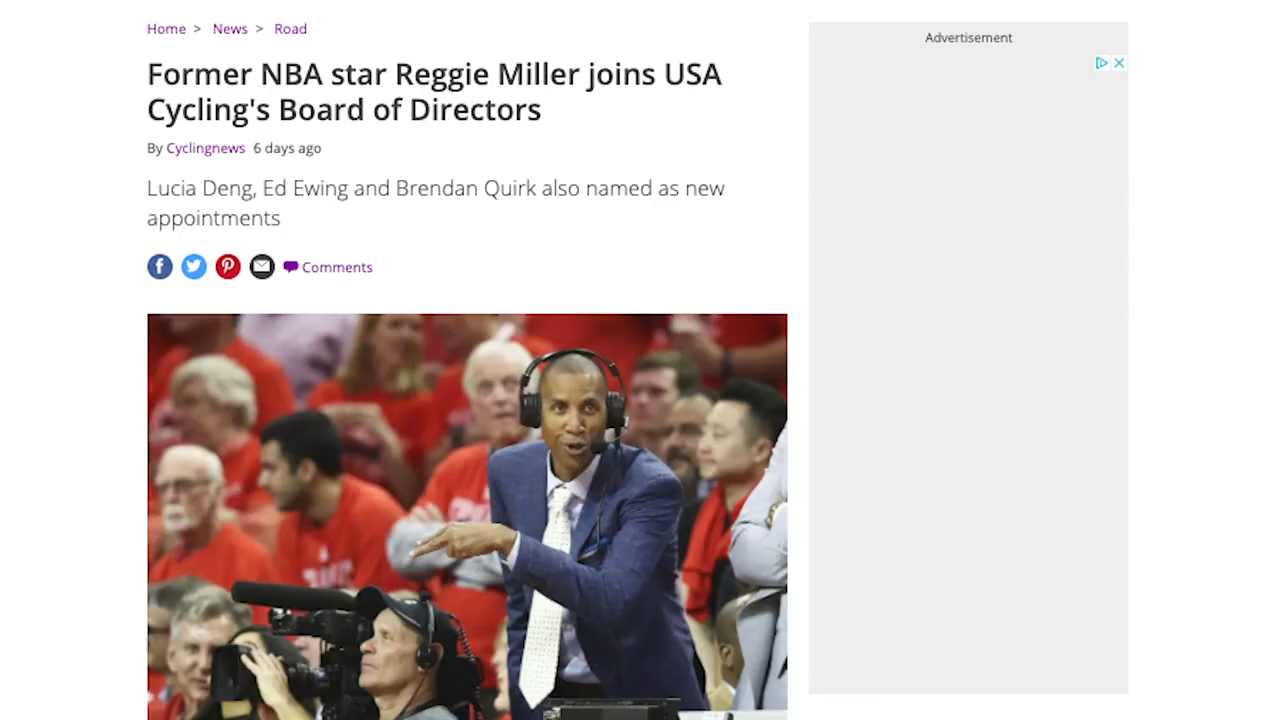 Home > News > Road
Advertisement
Former NBA star Reggie Miller joins USA
Cycling's Board of Directors
By Cyclingnews 6 days ago
Lucia Deng, Ed Ewing and Brendan Quirk also named as new
appointments
Comments